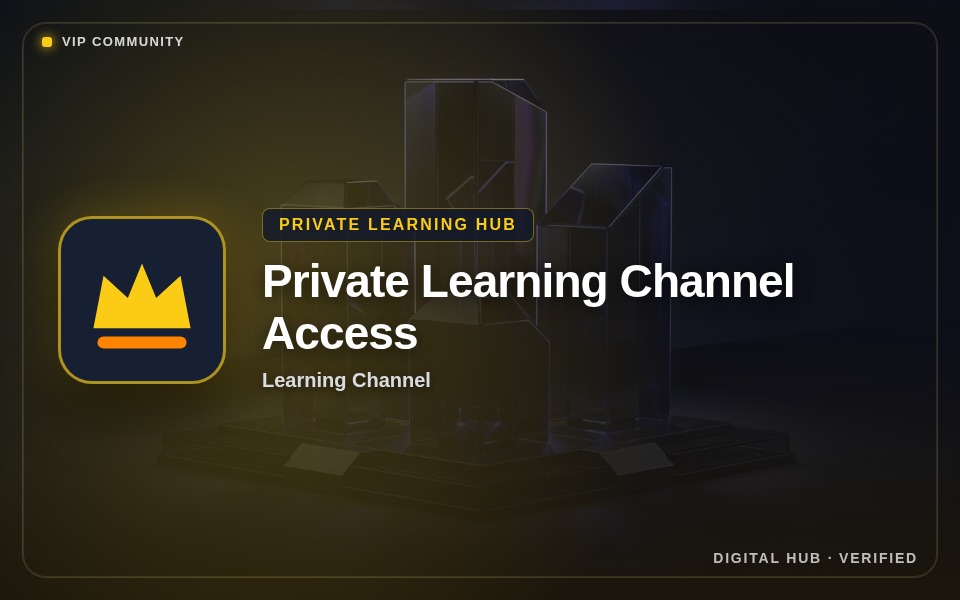 VIP COMMUNITY
PRIVATE LEARNING HUB
Private Learning Channel
Access
Learning Channel
DIGITAL HUB · VERIFIED